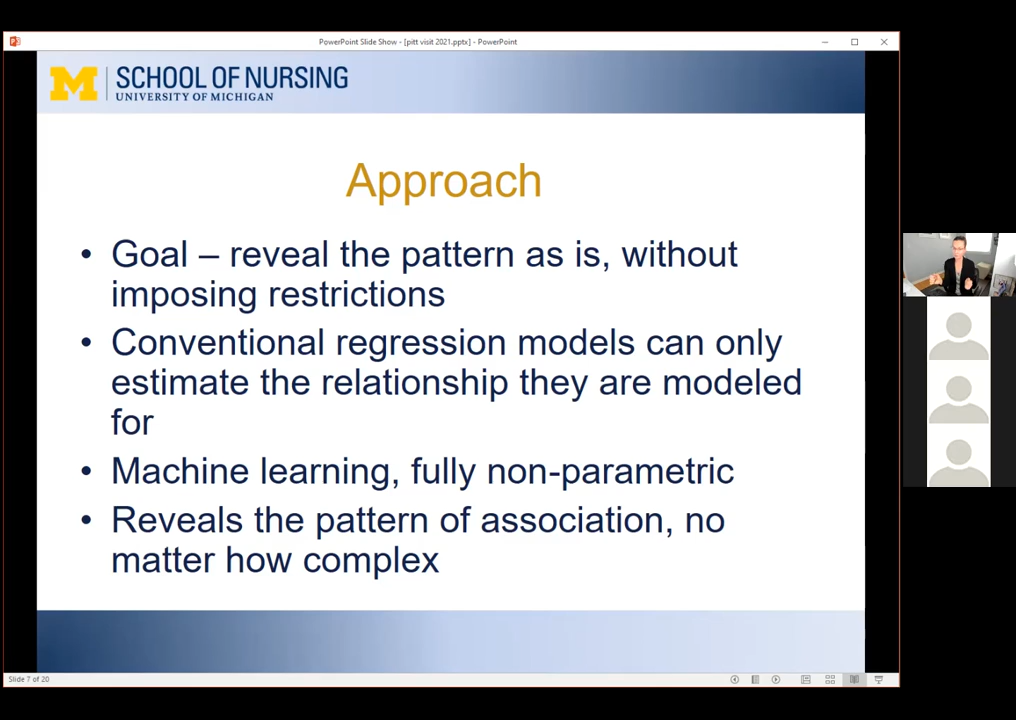 PowerPoint Slide Show - [pitt visit 2021.pptx] - PowerPoint
M
SCHOOL OF NURSING
UNIVERSITY OF MICHIGAN
Approach
• Goal – reveal the pattern as is, without
imposing restrictions
• Conventional regression models can only
estimate the relationship they are modeled
for
• Machine learning, fully non-parametric
• Reveals the pattern of association, no
matter how complex
Slide 7 of 20